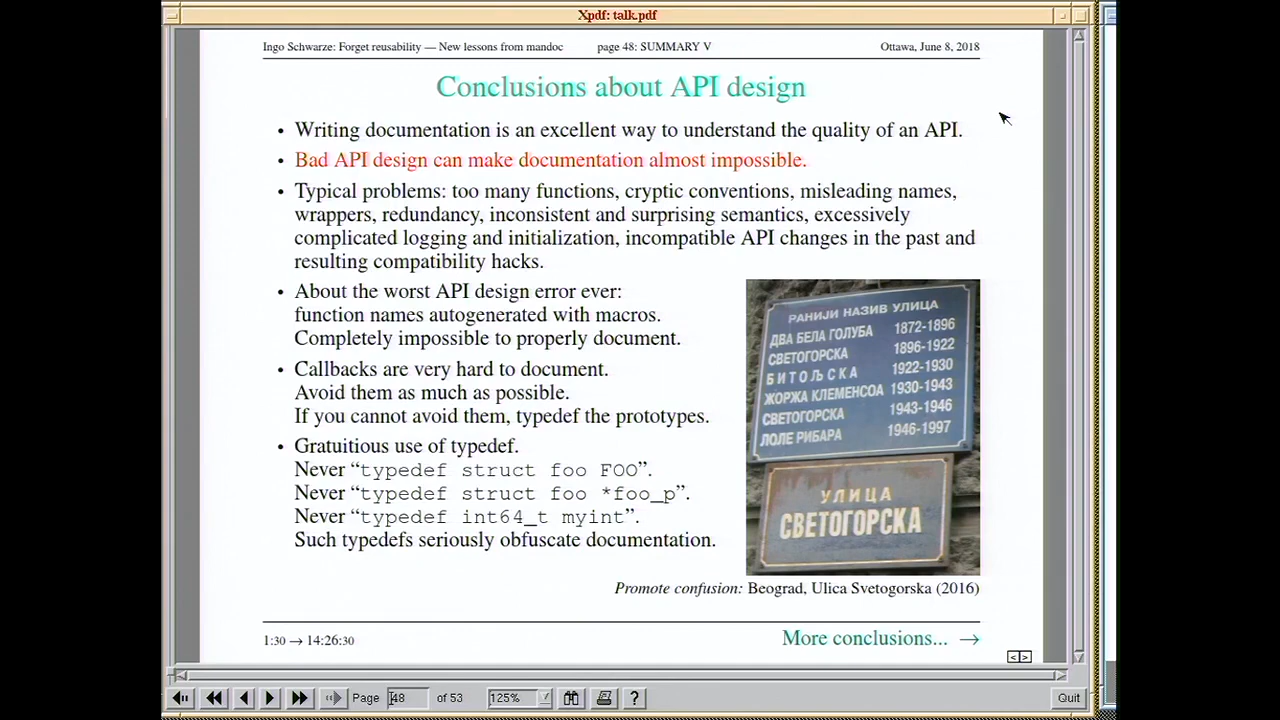 Xpdf: talk.pdf
Ingo Schwarze: Forget reusability — New lessons from mandoc page 48: SUMMARY V Ottawa, June 8, 2018
Conclusions about API design
• Writing documentation is an excellent way to understand the quality of an API.
• Bad API design can make documentation almost impossible.
• Typical problems: too many functions, cryptic conventions, misleading names,
wrappers, redundancy, inconsistent and surprising semantics, excessively
complicated logging and initialization, incompatible API changes in the past and
resulting compatibility hacks.
• About the worst API design error ever:
function names autogenerated with macros.
Completely impossible to properly document.
• Callbacks are very hard to document.
Avoid them as much as possible.
If you cannot avoid them, typedef the prototypes.
• Gratuitious use of typedef.
Never “typedef struct foo FOO”.
Never “typedef struct foo *foo_p”.
Never “typedef int64_t myint”.
Such typedefs seriously obfuscate documentation.
РАНИЈИ НАЗИВ УЛИЦА
ДВА БЕЛА ГОЛУБА 1872-1896
СВЕТОГОРСКА 1896-1922
БИТОЉСКА 1922-1930
ЖОРЖА КЛЕМЕНСОА 1930-1943
СВЕТОГОРСКА 1943-1946
ЛОЛЕ РИБАРА 1946-1997
УЛИЦА
СВЕТОГОРСКА
Promote confusion: Beograd, Ulica Svetogorska (2016)
1:30 → 14:26:30 More conclusions... →
Page 48 of 53 125% ? Quit